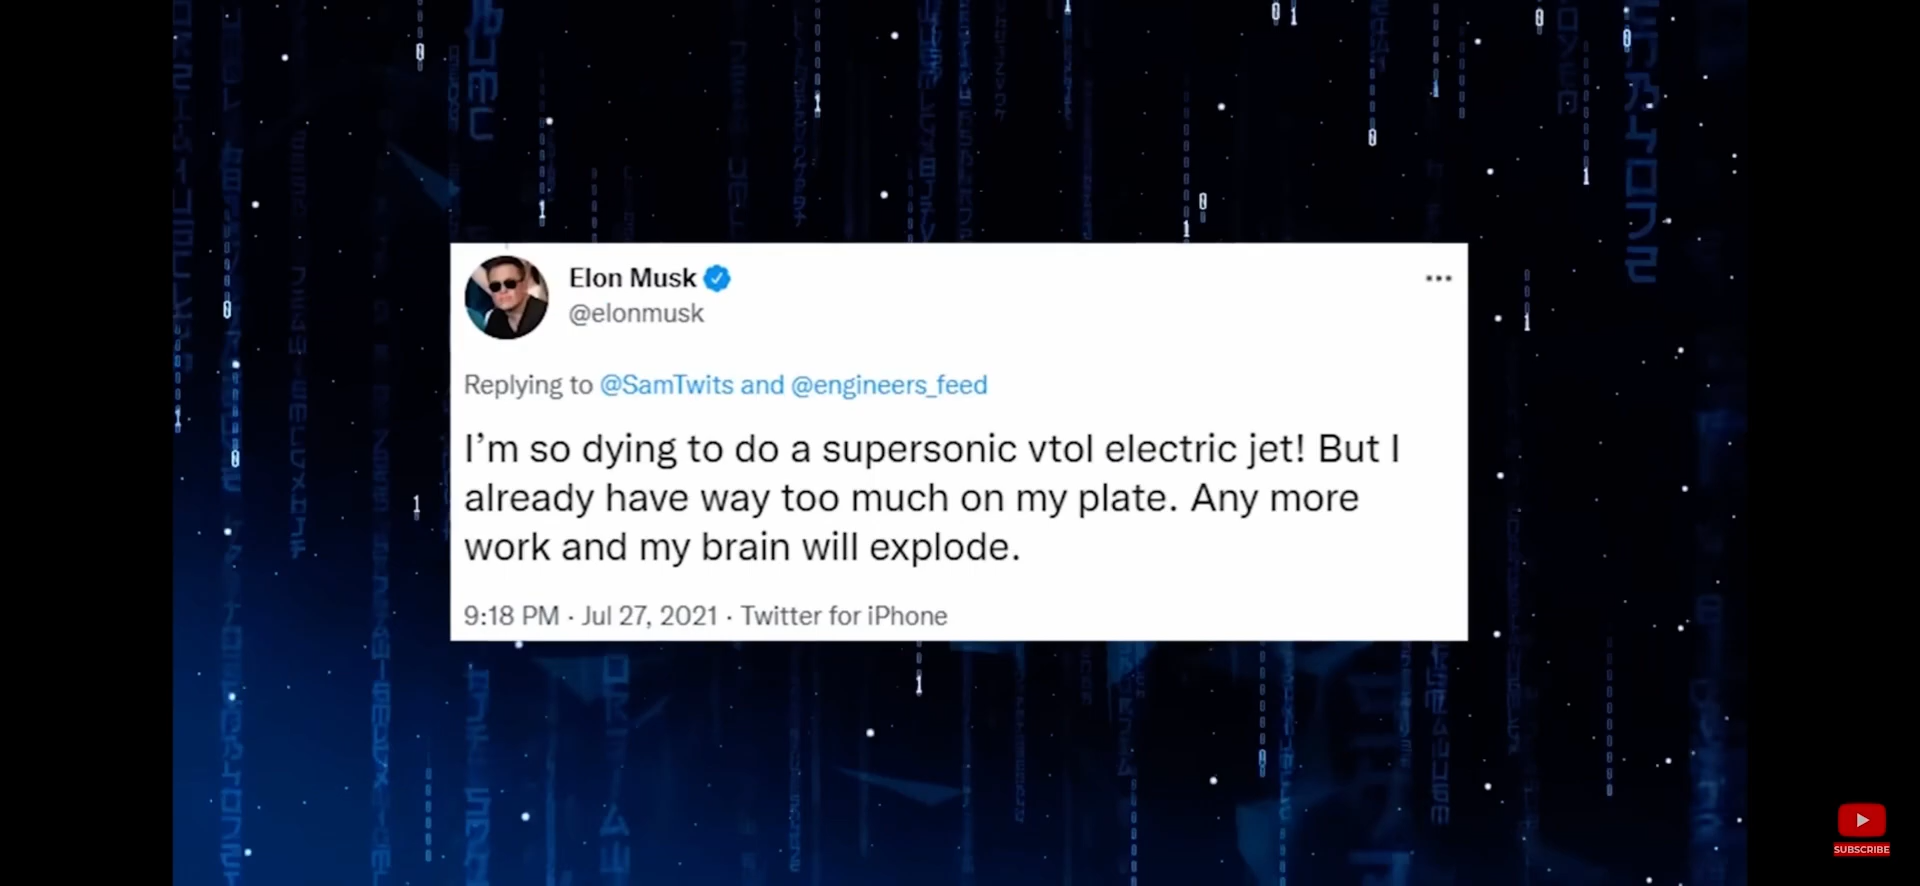 Elon Musk
@elonmusk
Replying to @SamTwits and @engineers_feed
I’m so dying to do a supersonic vtol electric jet! But I
already have way too much on my plate. Any more
work and my brain will explode.
9:18 PM · Jul 27, 2021 · Twitter for iPhone
SUBSCRIBE